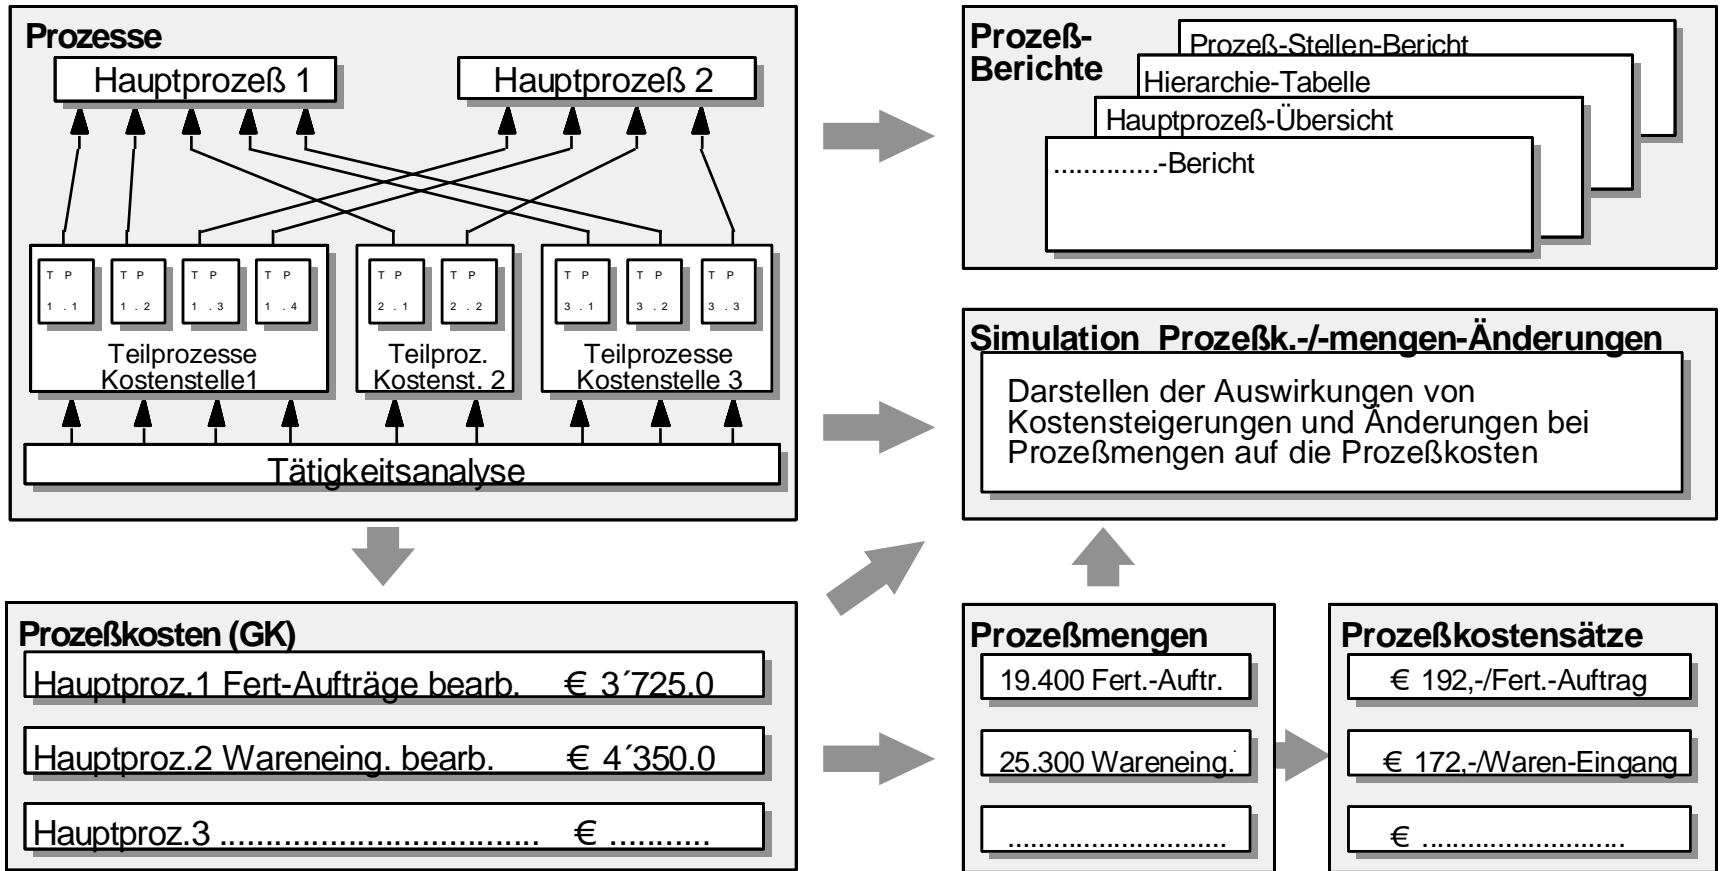 Prozesse
Hauptprozeß 1
Hauptprozeß 2
T P
1 . 1
T P
1 . 2
T P
1 . 3
T P
1 . 4
T P
2 . 1
T P
2 . 2
T P
3 . 1
T P
3 . 2
T P
3 . 3
Teilprozesse
Kostenstelle1
Teilproz.
Kostenst. 2
Teilprozesse
Kostenstelle 3
Tätigkeitsanalyse
Prozeß-
Berichte
Prozeß-Stellen-Bericht
Hierarchie-Tabelle
Hauptprozeß-Übersicht
..............-Bericht
Simulation Prozeßk.-/-mengen-Änderungen
Darstellen der Auswirkungen von
Kostensteigerungen und Änderungen bei
Prozeßmengen auf die Prozeßkosten
Prozeßkosten (GK)
Hauptproz.1 Fert-Aufträge bearb. € 3´725.0
Hauptproz.2 Wareneing. bearb. € 4´350.0
Hauptproz.3 ................................... € ...........
Prozeßmengen
19.400 Fert.-Auftr.
25.300 Wareneing.
............................
Prozeßkostensätze
€ 192,-/Fert.-Auftrag
€ 172,-/Waren-Eingang
€ ..........................